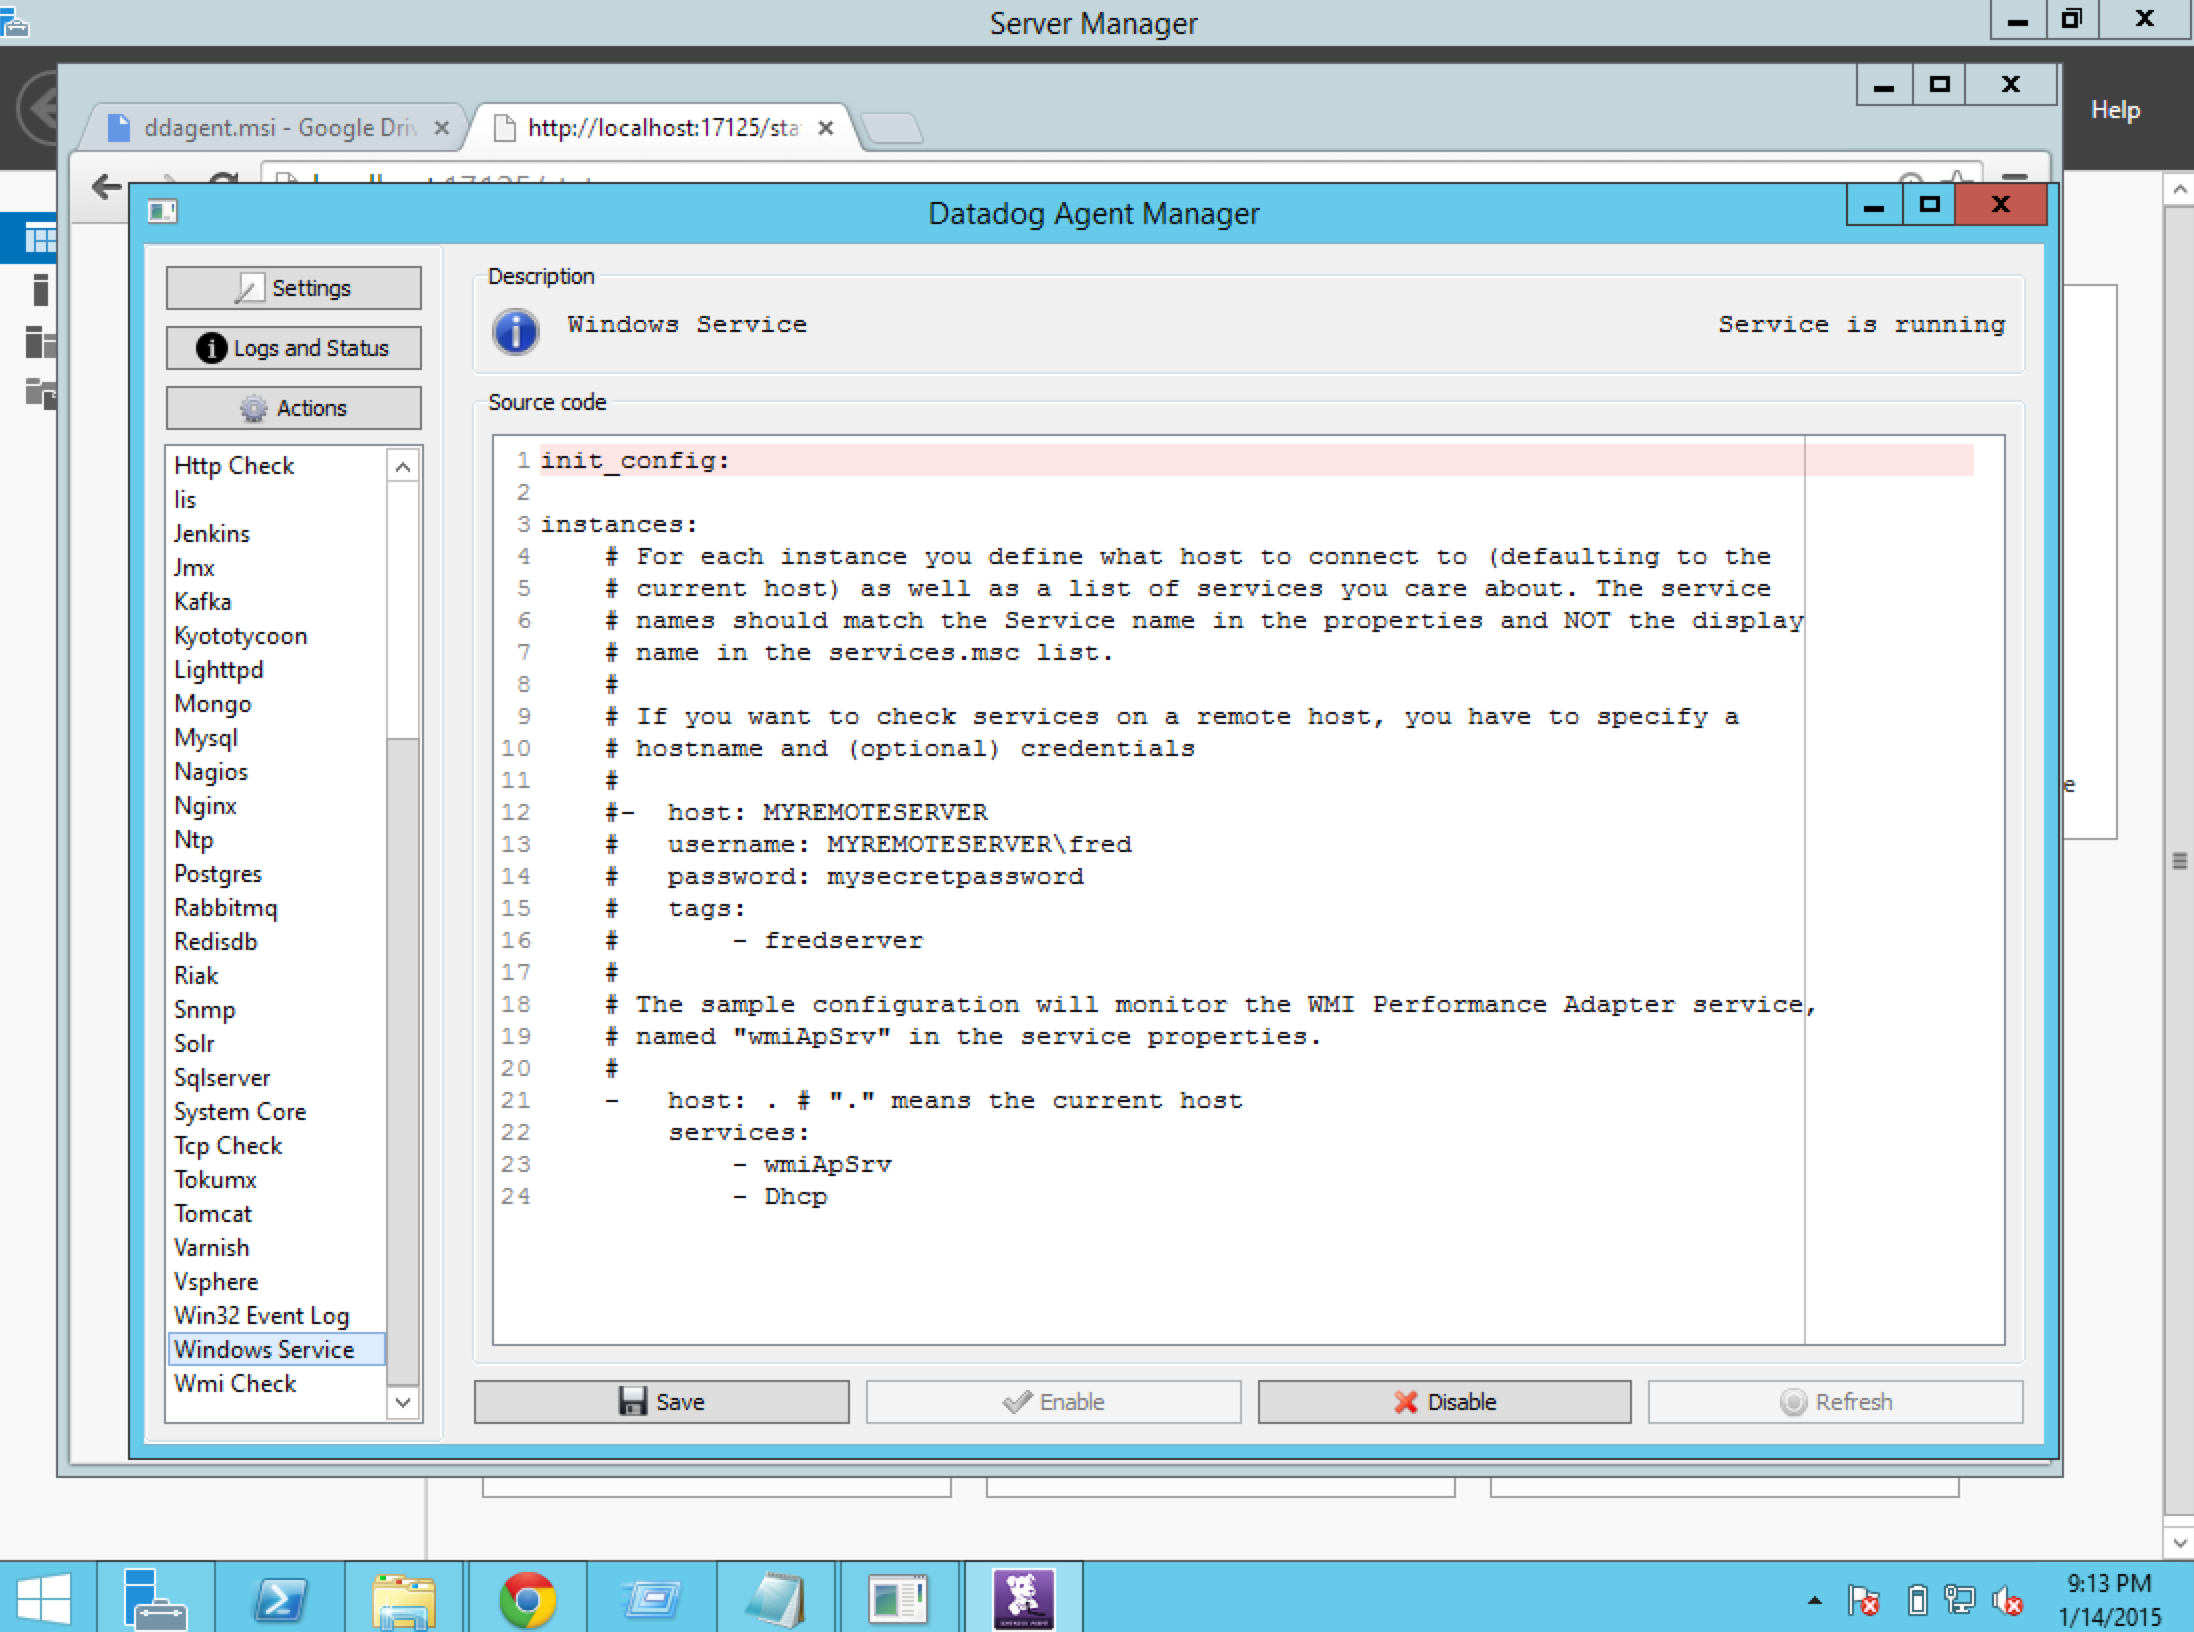 Server Manager
Help
ddagent.msi - Google Driv
http://localhost:17125/sta
Datadog Agent Manager
Settings
Logs and Status
Actions
Http Check
Iis
Jenkins
Jmx
Kafka
Kyototycoon
Lighttpd
Mongo
Mysql
Nagios
Nginx
Ntp
Postgres
Rabbitmq
Redisdb
Riak
Snmp
Solr
Sqlserver
System Core
Tcp Check
Tokumx
Tomcat
Varnish
Vsphere
Win32 Event Log
Windows Service
Wmi Check
Description
Windows Service
Service is running
Source code
1 init_config:
2
3 instances:
4 # For each instance you define what host to connect to (defaulting to the
5 # current host) as well as a list of services you care about. The service
6 # names should match the Service name in the properties and NOT the display
7 # name in the services.msc list.
8 #
9 # If you want to check services on a remote host, you have to specify a
10 # hostname and (optional) credentials
11 #
12 #- host: MYREMOTESERVER
13 # username: MYREMOTESERVER\fred
14 # password: mysecretpassword
15 # tags:
16 # - fredserver
17 #
18 # The sample configuration will monitor the WMI Performance Adapter service,
19 # named "wmiApSrv" in the service properties.
20 #
21 - host: . # "." means the current host
22 services:
23 - wmiApSrv
24 - Dhcp
Save
Enable
Disable
Refresh
e
9:13 PM
1/14/2015